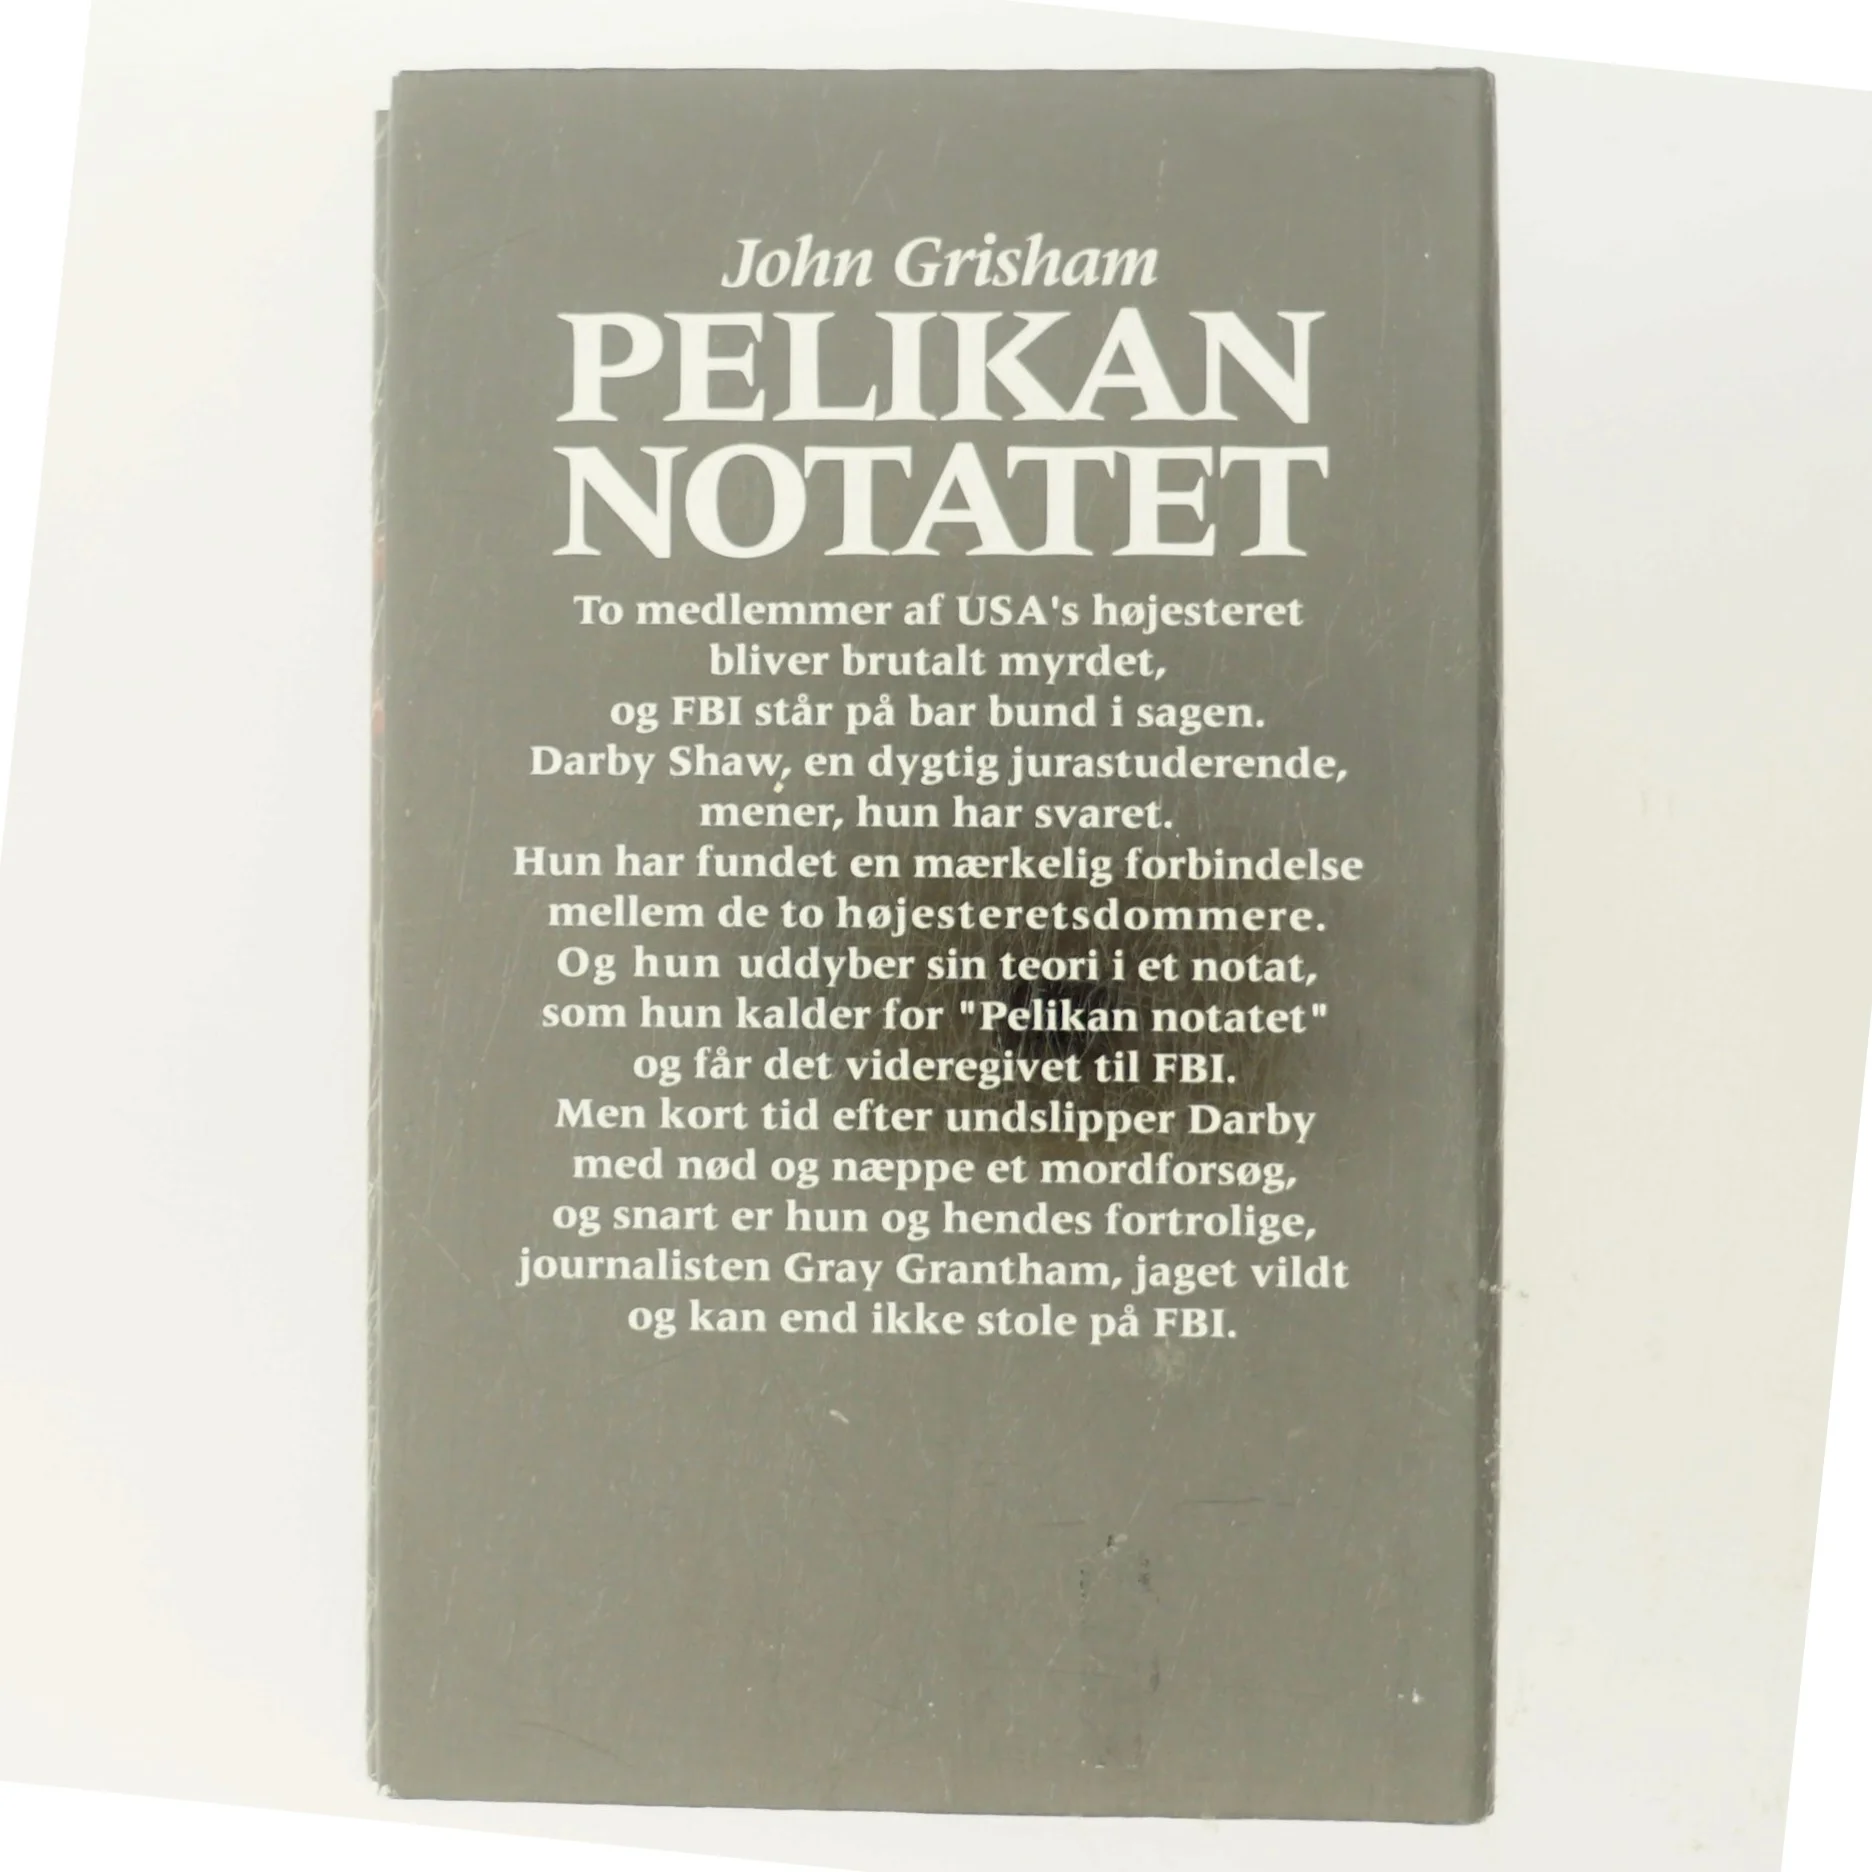 John Grisham
PELIKAN
NOTATET
To medlemmer af USA's højesteret
bliver brutalt myrdet,
og FBI står på bar bund i sagen.
Darby Shaw, en dygtig jurastuderende,
mener, hun har svaret.
Hun har fundet en mærkelig forbindelse
mellem de to højesteretsdommere.
Og hun uddyber sin teori i et notat,
som hun kalder for "Pelikan notatet"
og får det videregivet til FBI.
Men kort tid efter undslipper Darby
med nød og næppe et mordforsøg,
og snart er hun og hendes fortrolige,
journalisten Gray Grantham, jaget vildt
og kan end ikke stole på FBI.